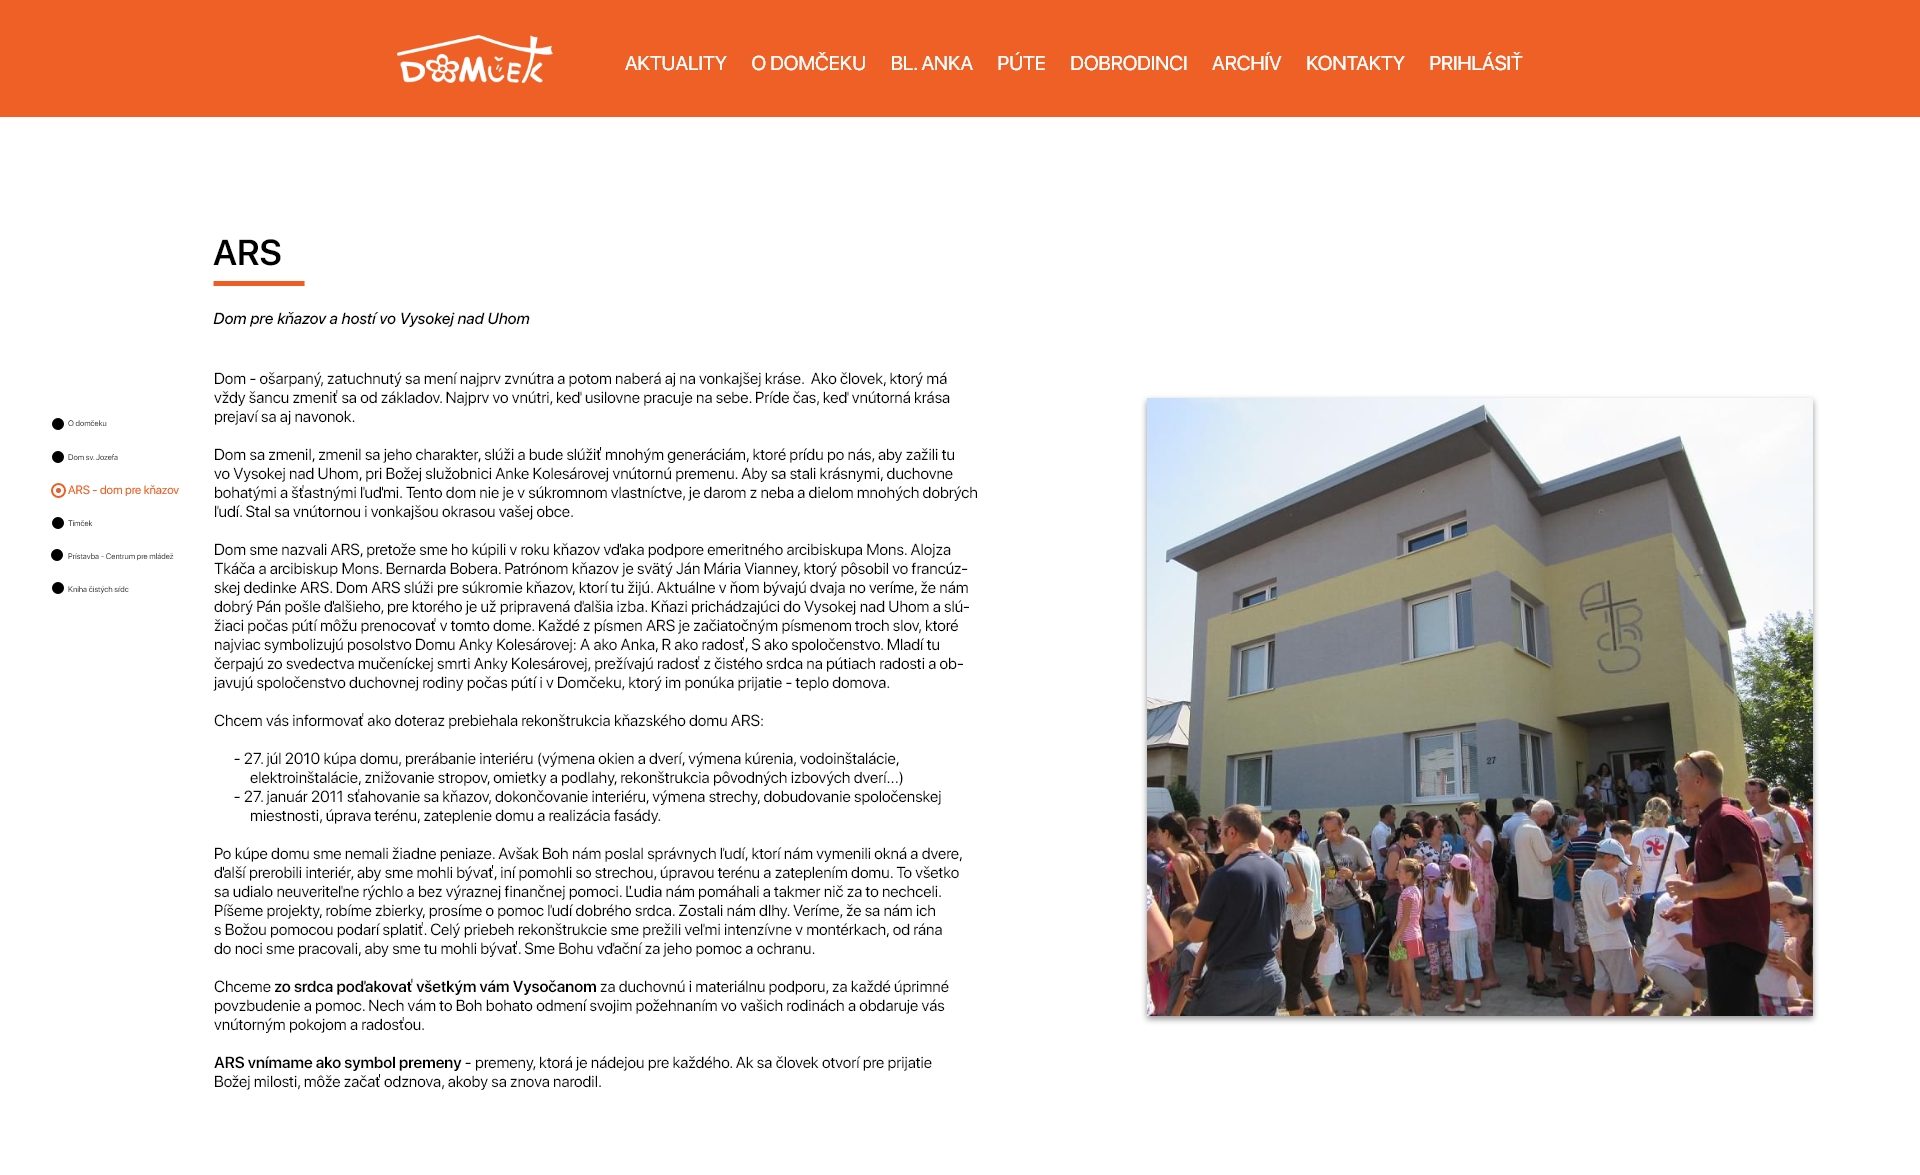 DOMČEK
AKTUALITY O DOMČEKU BL. ANKA PÚTE DOBRODINCI ARCHÍV KONTAKTY PRIHLÁSIŤ
ARS
Dom pre kňazov a hostí vo Vysokej nad Uhom
O domčeku
Dom sv. Jozefa
ARS - dom pre kňazov
Timček
Prístavba - Centrum pre mládež
Kniha čistých sŕdc
Dom - ošarpaný, zatuchnutý sa mení najprv zvnútra a potom naberá aj na vonkajšej kráse. Ako človek, ktorý má
vždy šancu zmeniť sa od základov. Najprv vo vnútri, keď usilovne pracuje na sebe. Príde čas, keď vnútorná krása
prejaví sa aj navonok.
Dom sa zmenil, zmenil sa jeho charakter, slúži a bude slúžiť mnohým generáciám, ktoré prídu po nás, aby zažili tu
vo Vysokej nad Uhom, pri Božej služobnici Anke Kolesárovej vnútornú premenu. Aby sa stali krásnymi, duchovne
bohatými a šťastnými ľuďmi. Tento dom nie je v súkromnom vlastníctve, je darom z neba a dielom mnohých dobrých
ľudí. Stal sa vnútornou i vonkajšou okrasou vašej obce.
Dom sme nazvali ARS, pretože sme ho kúpili v roku kňazov vďaka podpore emeritného arcibiskupa Mons. Alojza
Tkáča a arcibiskup Mons. Bernarda Bobera. Patrónom kňazov je svätý Ján Mária Vianney, ktorý pôsobil vo francúz-
skej dedinke ARS. Dom ARS slúži pre súkromie kňazov, ktorí tu žijú. Aktuálne v ňom bývajú dvaja no veríme, že nám
dobrý Pán pošle ďalšieho, pre ktorého je už pripravená ďalšia izba. Kňazi prichádzajúci do Vysokej nad Uhom a slú-
žiaci počas pútí môžu prenocovať v tomto dome. Každé z písmen ARS je začiatočným písmenom troch slov, ktoré
najviac symbolizujú posolstvo Domu Anky Kolesárovej: A ako Anka, R ako radosť, S ako spoločenstvo. Mladí tu
čerpajú zo svedectva mučeníckej smrti Anky Kolesárovej, prežívajú radosť z čistého srdca na pútiach radosti a ob-
javujú spoločenstvo duchovnej rodiny počas pútí i v Domčeku, ktorý im ponúka prijatie - teplo domova.
Chcem vás informovať ako doteraz prebiehala rekonštrukcia kňazského domu ARS:
- 27. júl 2010 kúpa domu, prerábanie interiéru (výmena okien a dverí, výmena kúrenia, vodoinštalácie,
elektroinštalácie, znižovanie stropov, omietky a podlahy, rekonštrukcia pôvodných izbových dverí...)
- 27. január 2011 sťahovanie sa kňazov, dokončovanie interiéru, výmena strechy, dobudovanie spoločenskej
miestnosti, úprava terénu, zateplenie domu a realizácia fasády.
Po kúpe domu sme nemali žiadne peniaze. Avšak Boh nám poslal správnych ľudí, ktorí nám vymenili okná a dvere,
ďalší prerobili interiér, aby sme mohli bývať, iní pomohli so strechou, úpravou terénu a zateplením domu. To všetko
sa udialo neuveriteľne rýchlo a bez výraznej finančnej pomoci. Ľudia nám pomáhali a takmer nič za to nechceli.
Píšeme projekty, robíme zbierky, prosíme o pomoc ľudí dobrého srdca. Zostali nám dlhy. Veríme, že sa nám ich
s Božou pomocou podarí splatiť. Celý priebeh rekonštrukcie sme prežili veľmi intenzívne v montérkach, od rána
do noci sme pracovali, aby sme tu mohli bývať. Sme Bohu vďační za jeho pomoc a ochranu.
Chceme zo srdca poďakovať všetkým vám Vysočanom za duchovnú i materiálnu podporu, za každé úprimné
povzbudenie a pomoc. Nech vám to Boh bohato odmení svojim požehnaním vo vašich rodinách a obdaruje vás
vnútorným pokojom a radosťou.
ARS vnímame ako symbol premeny - premeny, ktorá je nádejou pre každého. Ak sa človek otvorí pre prijatie
Božej milosti, môže začať odznova, akoby sa znova narodil.
ARS
27